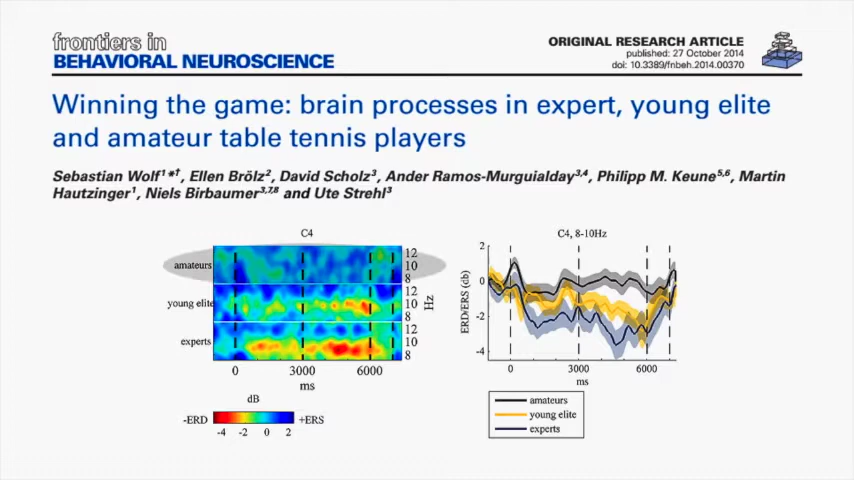 frontiers in
BEHAVIORAL NEUROSCIENCE
ORIGINAL RESEARCH ARTICLE
published: 27 October 2014
doi: 10.3389/fnbeh.2014.00370
Winning the game: brain processes in expert, young elite
and amateur table tennis players
Sebastian Wolf1*†, Ellen Brölz2, David Scholz3, Ander Ramos-Murguialday3,4, Philipp M. Keune5,6, Martin
Hautzinger1, Niels Birbaumer3,7,8 and Ute Strehl3
C4
amateurs
12
10
8
young elite
12
10
8
experts
12
10
8
Hz
0 3000 6000
ms
dB
-ERD +ERS
-4 -2 0 2
C4, 8-10Hz
ERD/ERS (db)
2
0
-2
-4
0 3000 6000
ms
amateurs
young elite
experts